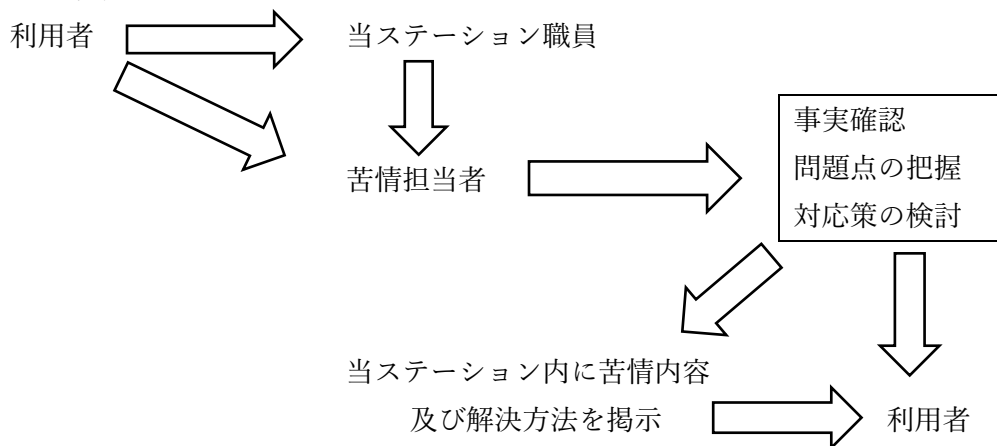 利用者
当ステーション職員
苦情担当者
事実確認
問題点の把握
対応策の検討
当ステーション内に苦情内容
及び解決方法を掲示
利用者